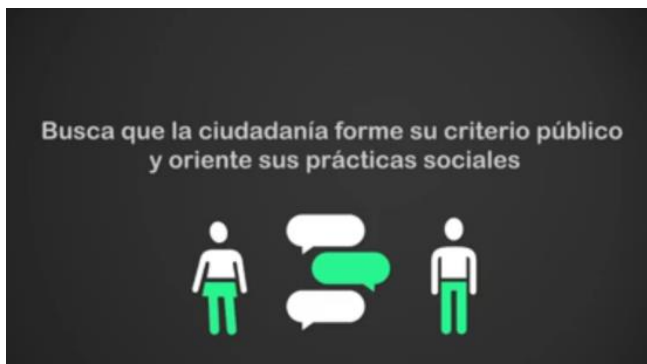 Busca que la ciudadanía forme su criterio público
y oriente sus prácticas sociales